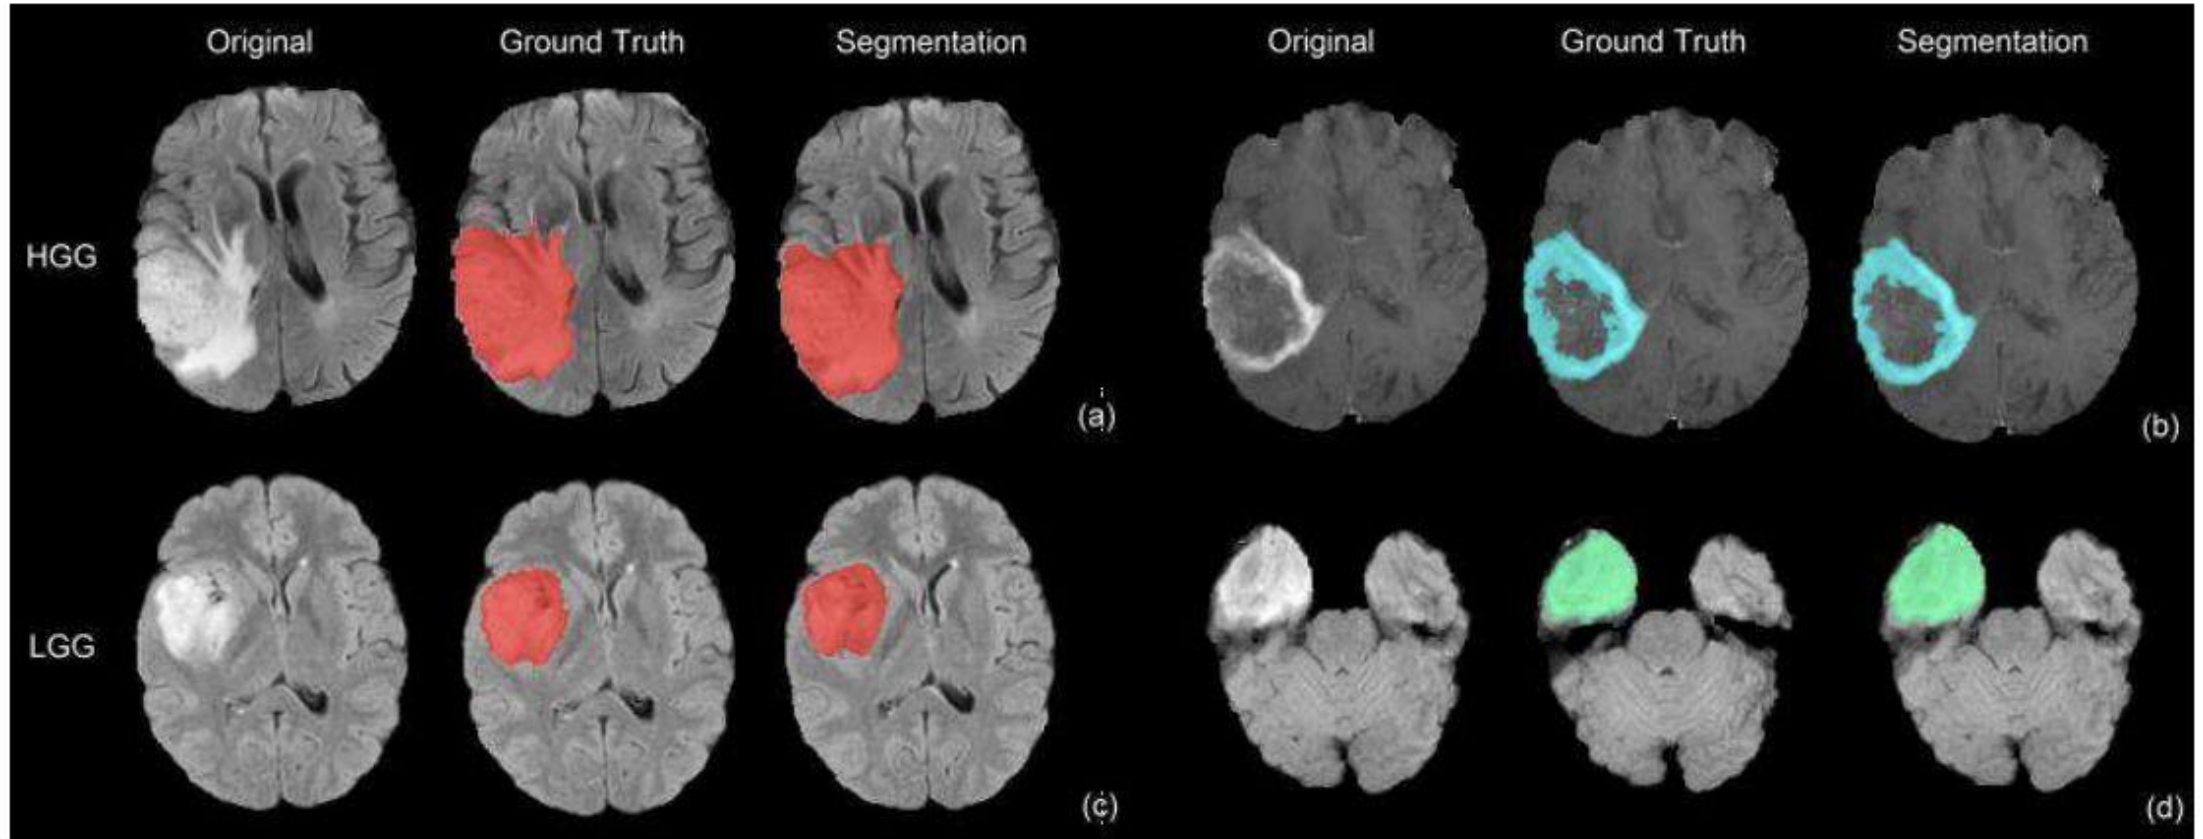 Original Ground Truth Segmentation Original Ground Truth Segmentation
HGG
(a)
(b)
LGG
(c)
(d)